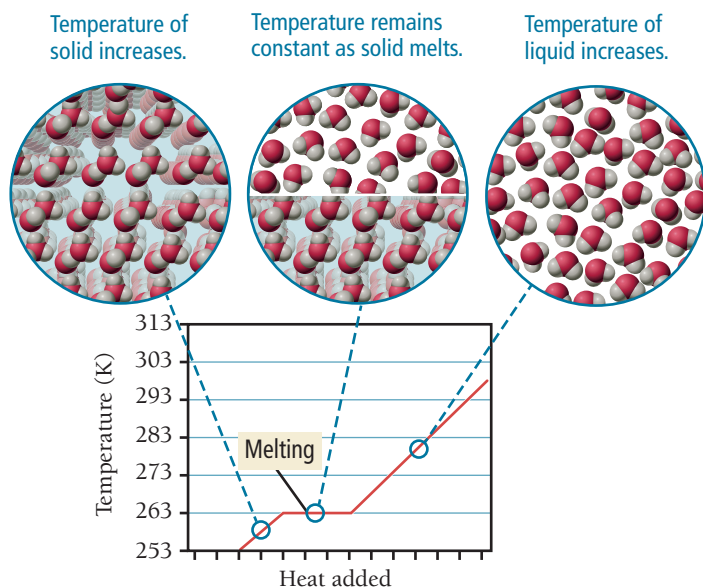 Temperature of
solid increases.
Temperature remains
constant as solid melts.
Temperature of
liquid increases.
313
303
293
283
273
263
253
Temperature (K)
Melting
Heat added